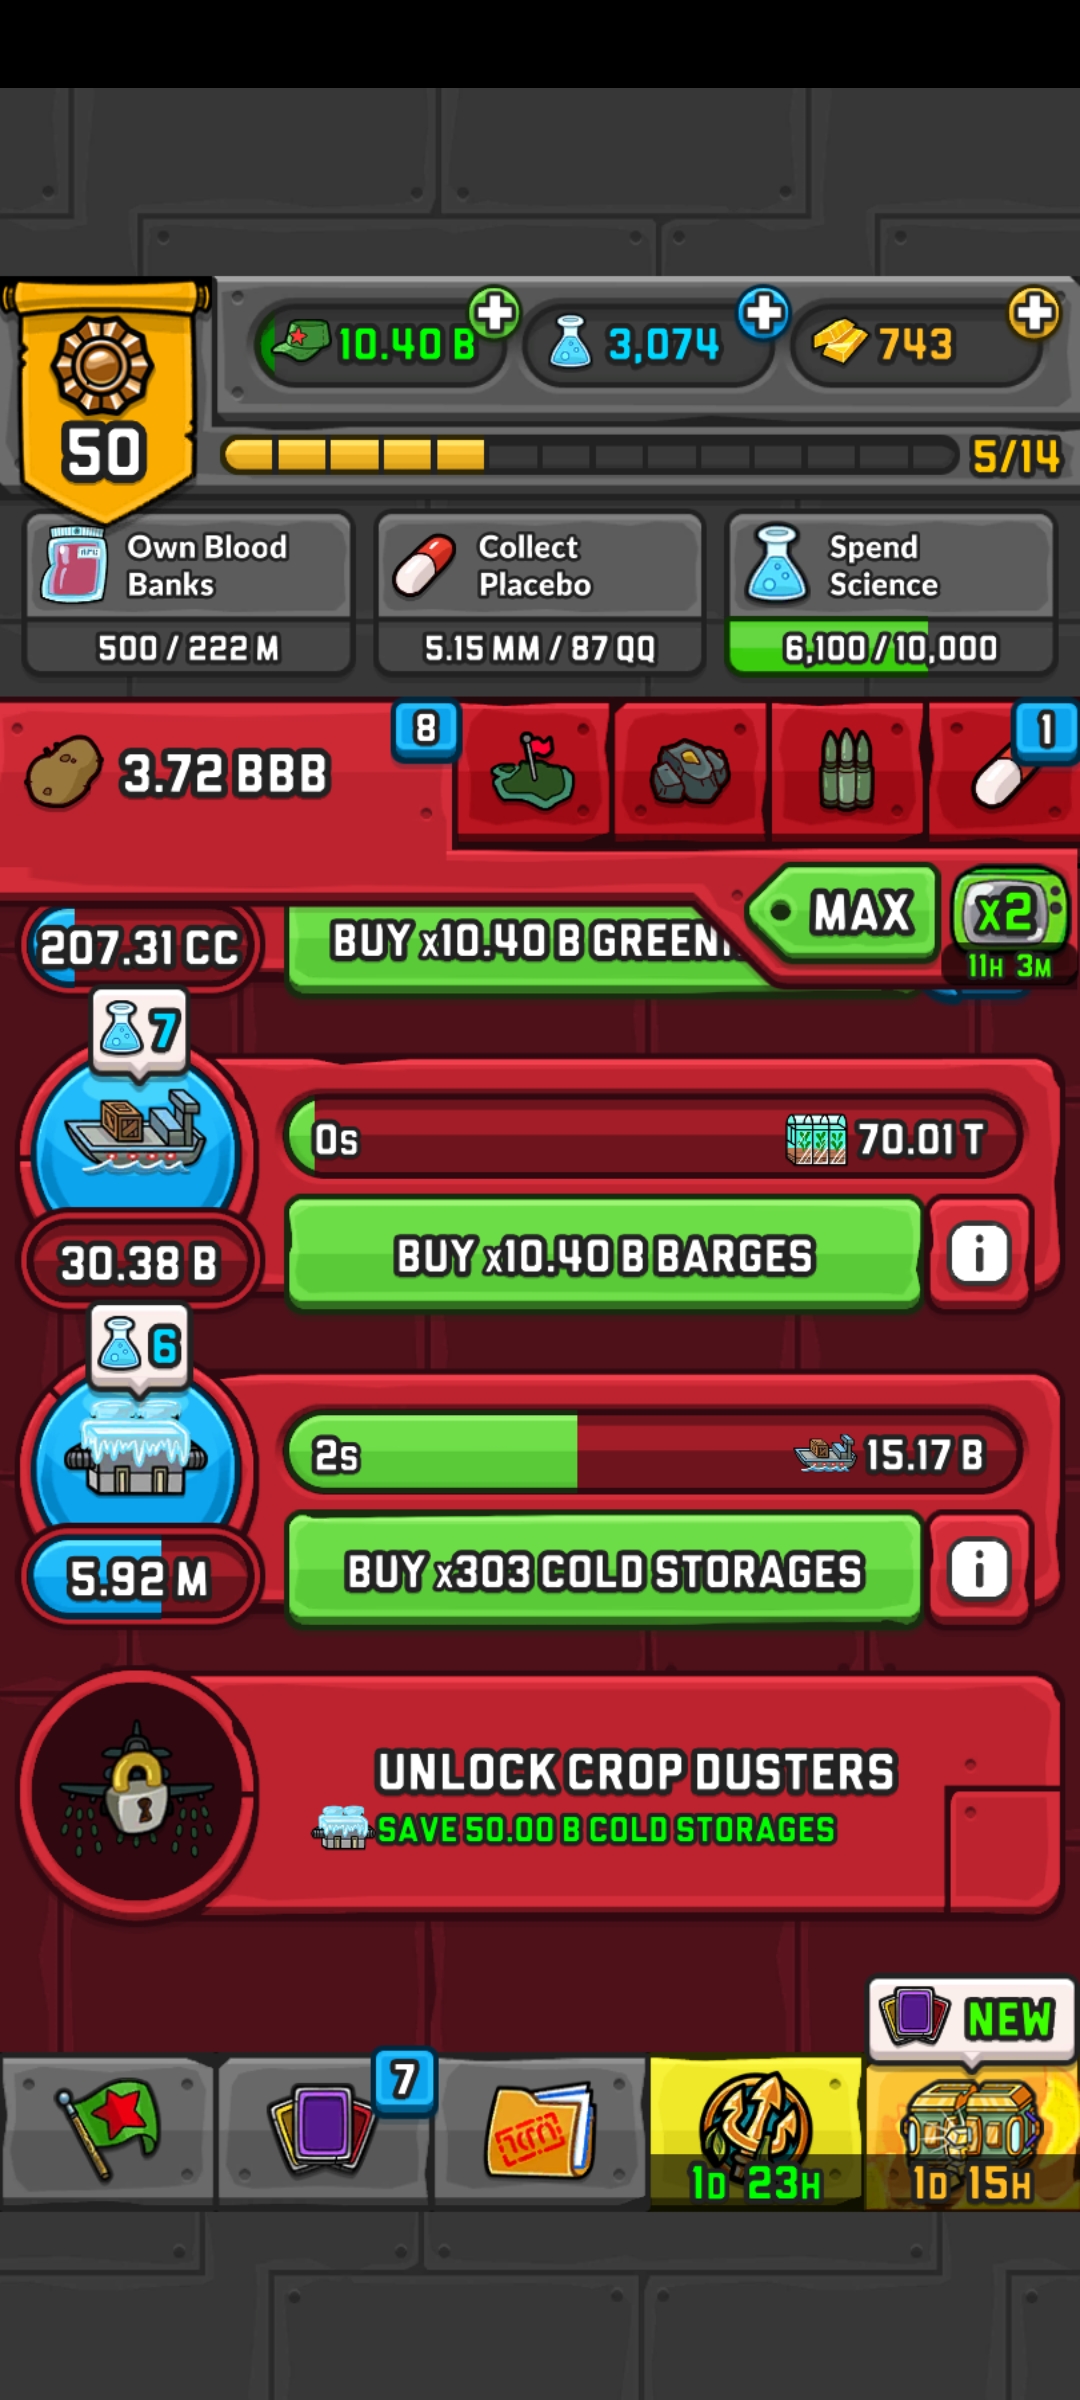 10.40 B
3,074
743
50
5/14
Own Blood
Banks
500 / 222 M
Collect
Placebo
5.15 MM / 87 QQ
Spend
Science
6,100 / 10,000
3.72 BBB
8
1
MAX
x2
11H 3M
207.31 CC
BUY x10.40 B GREEN
7
0s
70.01 T
30.38 B
BUY x10.40 B BARGES
i
6
2s
15.17 B
5.92 M
BUY x303 COLD STORAGES
i
UNLOCK CROP DUSTERS
SAVE 50.00 B COLD STORAGES
NEW
7
1D 23H
1D 15H